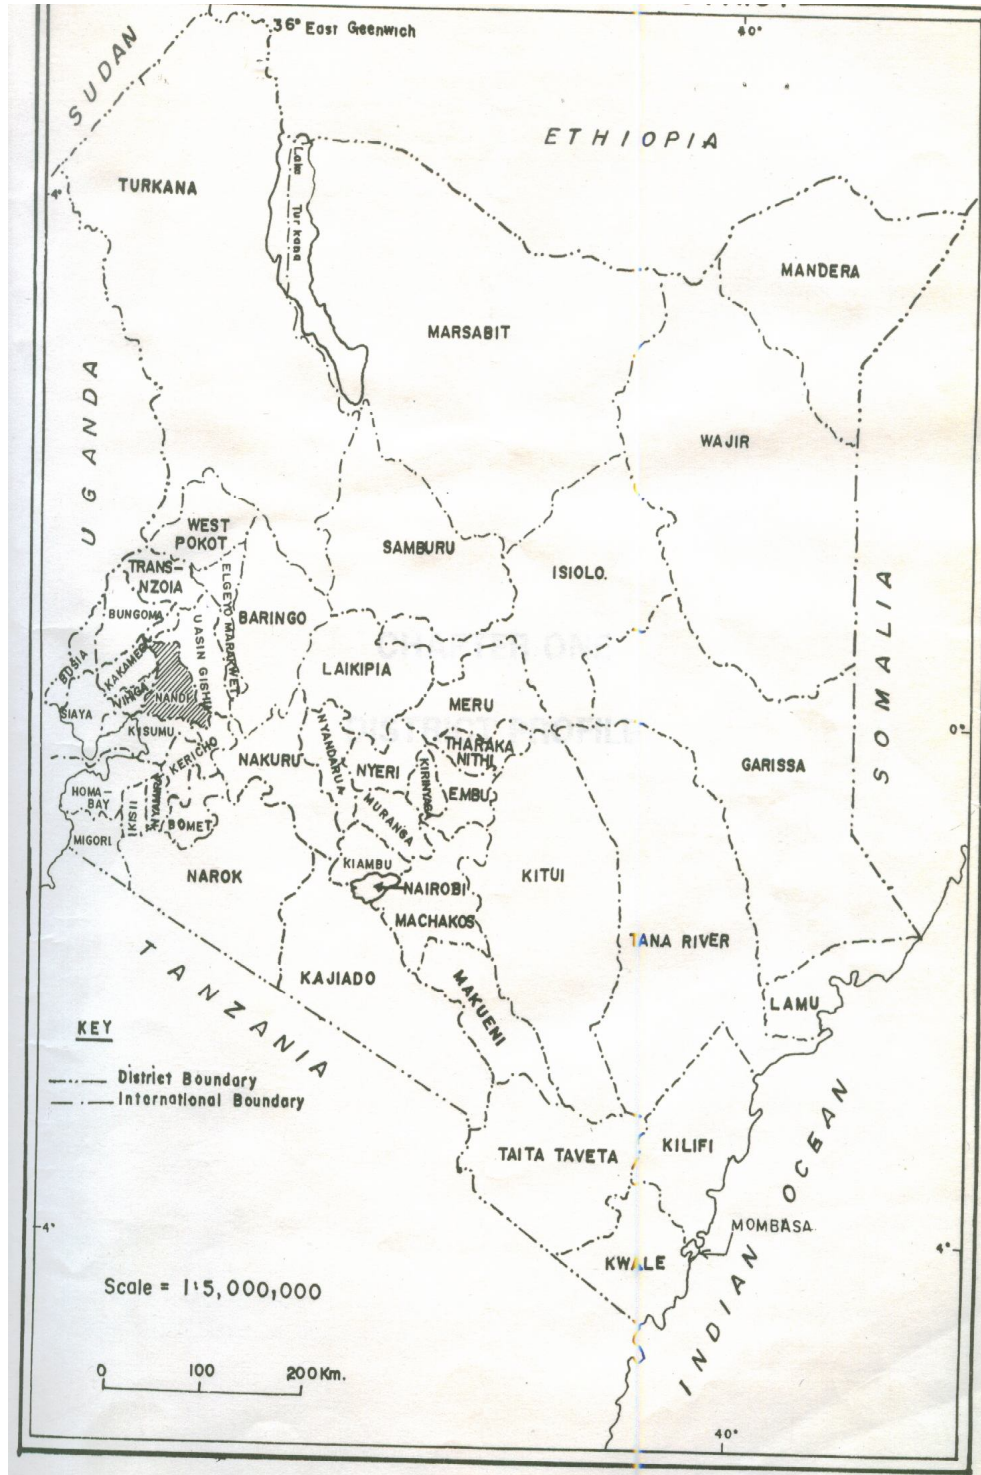 36° East Greenwich
40°
SUDAN
ETHIOPIA
4°
TURKANA
Lake Turkana
MANDERA
MARSABIT
UGANDA
WAJIR
WEST
POKOT
SAMBURU
ISIOLO.
TRANS-
NZOIA
ELGEYO MARAKWET
BUNGOMA
BARINGO
UASIN GISHU
SOMALIA
BUSIA
KAKAMEGA
LAIKIPIA
VIHIGA
NANDI
MERU
SIAYA
KISUMU
KERICHO
NAKURU
NYANDARUA
NYERI
THARAKA
NITHI
KIRINYAGA
EMBU
0°
GARISSA
HOMA-
BAY
KISII
NYAMIRA
BOMET
MURANGA
MIGORI
NAROK
KIAMBU
NAIROBI
KITUI
MACHAKOS
TANA RIVER
TANZANIA
KAJIADO
MAKUENI
LAMU
KEY
District Boundary
International Boundary
TAITA TAVETA
KILIFI
INDIAN OCEAN
MOMBASA
4°
4°
KWALE
Scale = 1:5,000,000
0 100 200Km.
40°